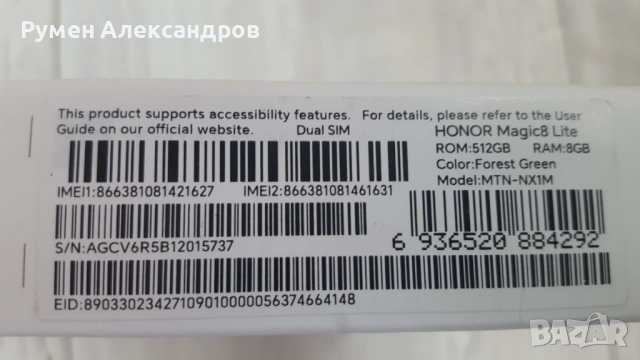 Румен Александров
This product supports accessibility features. For details, please refer to the User
Guide on our official website. Dual SIM HONOR Magic8 Lite
ROM:512GB RAM:8GB
Color:Forest Green
Model:MTN-NX1M
IMEI1:866381081421627 IMEI2:866381081461631
S/N:AGCV6R5B12015737
6 936520 884292
EID:89033023427109010000056374664148
BAZAR